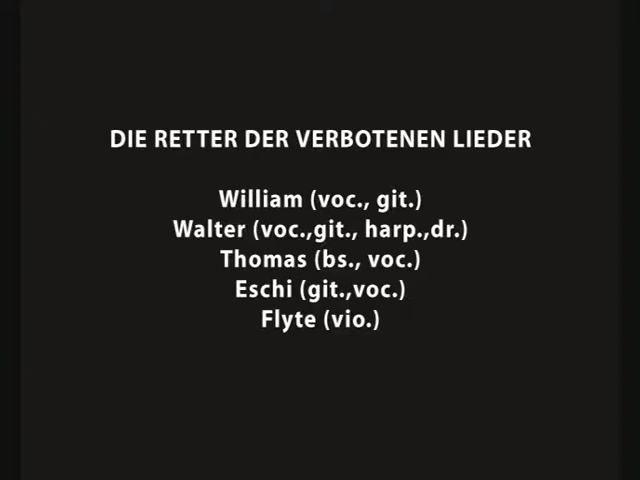 DIE RETTER DER VERBOTENEN LIEDER
William (voc., git.)
Walter (voc.,git., harp.,dr.)
Thomas (bs., voc.)
Eschi (git.,voc.)
Flyte (vio.)